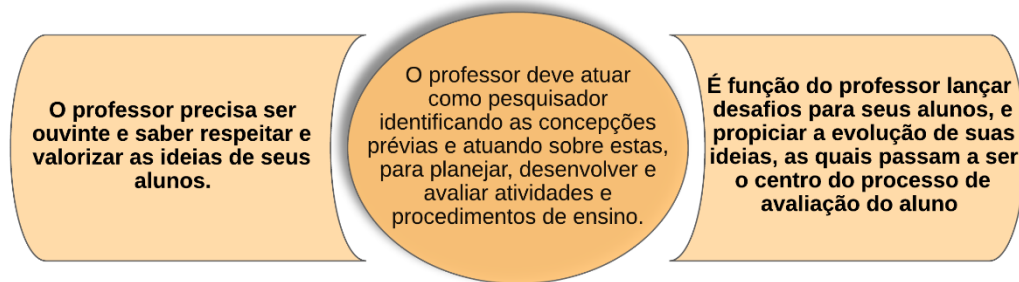 O professor precisa ser
ouvinte e saber respeitar e
valorizar as ideias de seus
alunos.
O professor deve atuar
como pesquisador
identificando as concepções
prévias e atuando sobre estas,
para planejar, desenvolver e
avaliar atividades e
procedimentos de ensino.
É função do professor lançar
desafios para seus alunos, e
propiciar a evolução de suas
ideias, as quais passam a ser
o centro do processo de
avaliação do aluno